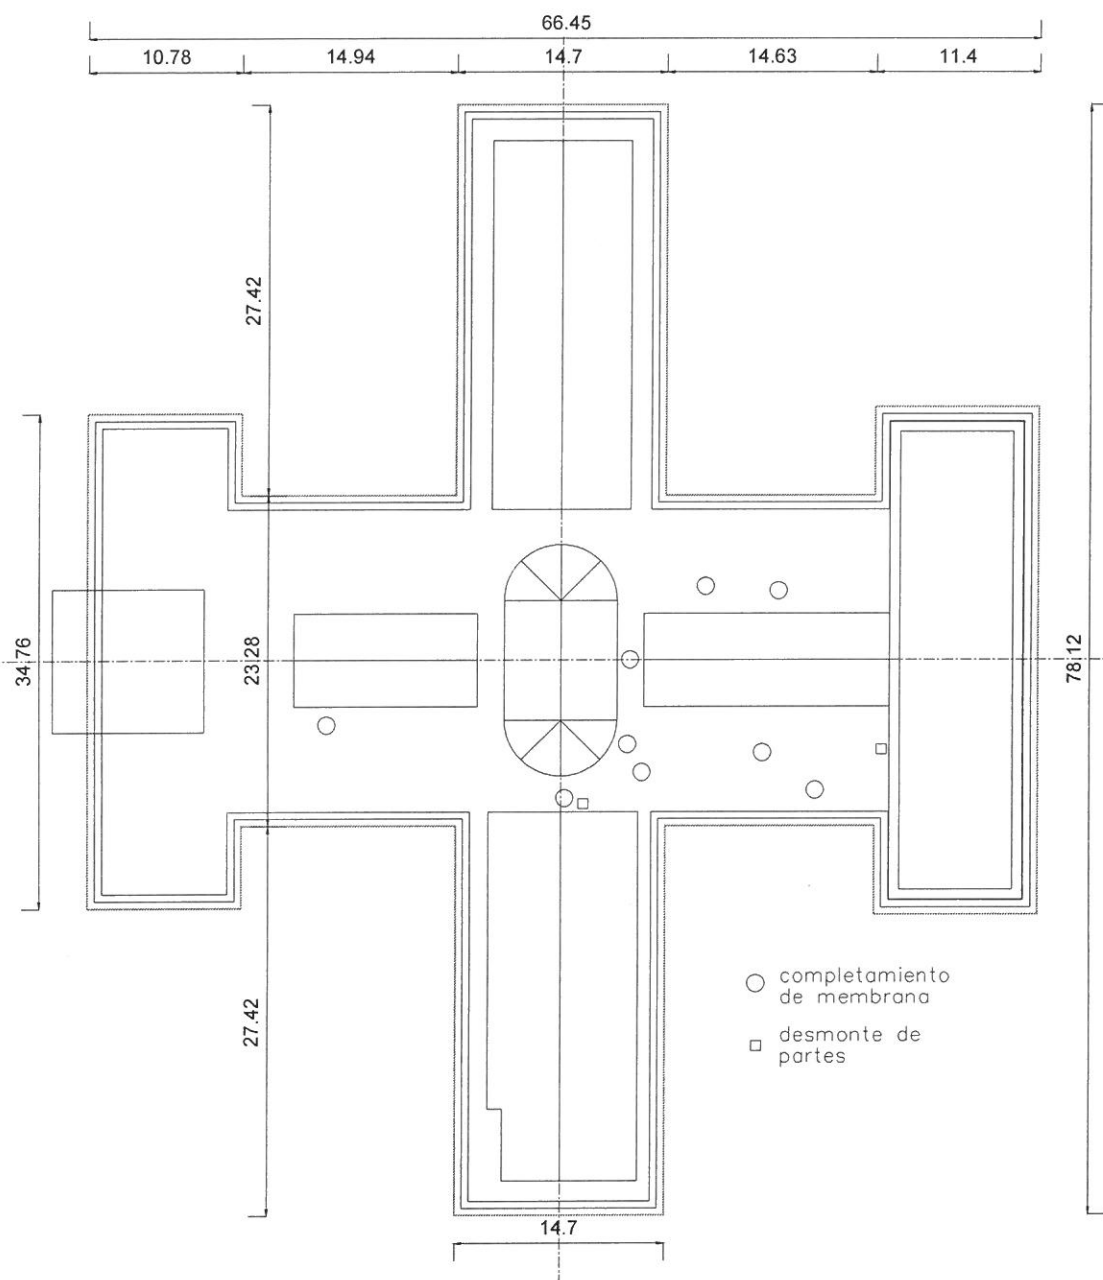 66.45
10.78 14.94 14.7 14.63 11.4
27.42
34.76
23.28
78.12
27.42
completamiento
de membrana
desmonte de
partes
14.7